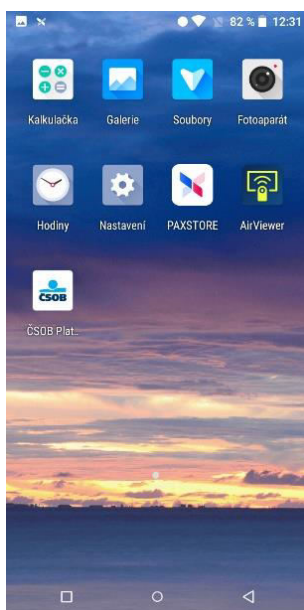 82 % 12:31
Kalkulačka Galerie Soubory Fotoaparát
Hodiny Nastavení PAXSTORE AirViewer
ČSOB
ČSOB Plat..